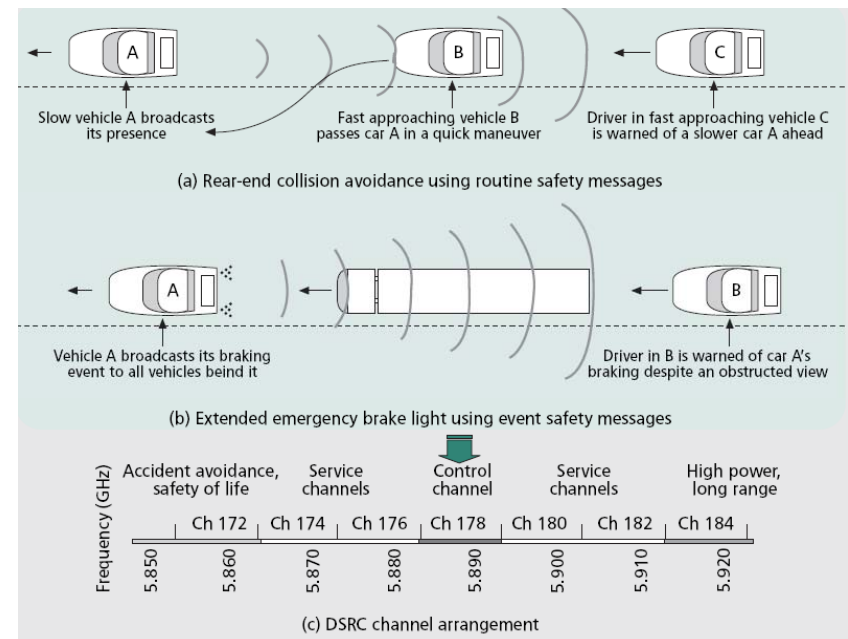 A
B
C
Slow vehicle A broadcasts
its presence
Fast approaching vehicle B
passes car A in a quick maneuver
Driver in fast approaching vehicle C
is warned of a slower car A ahead
(a) Rear-end collision avoidance using routine safety messages
A
B
Vehicle A broadcasts its braking
event to all vehicles beind it
Driver in B is warned of car A's
braking despite an obstructed view
(b) Extended emergency brake light using event safety messages
Frequency (GHz)
Accident avoidance,
safety of life
Service
channels
Control
channel
Service
channels
High power,
long range
Ch 172
Ch 174
Ch 176
Ch 178
Ch 180
Ch 182
Ch 184
5.850
5.860
5.870
5.880
5.890
5.900
5.910
5.920
(c) DSRC channel arrangement